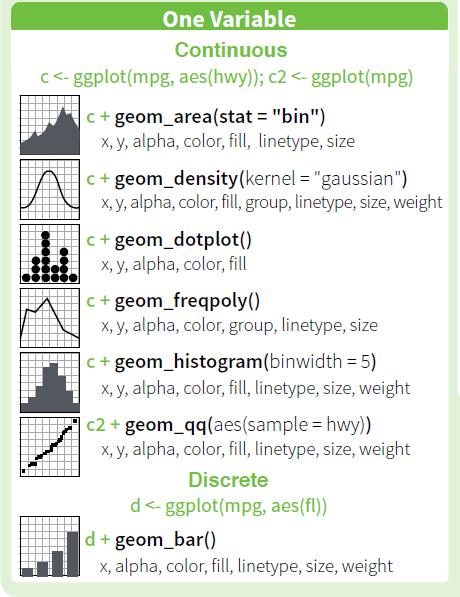 One Variable
Continuous
c <- ggplot(mpg, aes(hwy)); c2 <- ggplot(mpg)
c + geom_area(stat = "bin")
x, y, alpha, color, fill, linetype, size
c + geom_density(kernel = "gaussian")
x, y, alpha, color, fill, group, linetype, size, weight
c + geom_dotplot()
x, y, alpha, color, fill
c + geom_freqpoly()
x, y, alpha, color, group, linetype, size
c + geom_histogram(binwidth = 5)
x, y, alpha, color, fill, linetype, size, weight
c2 + geom_qq(aes(sample = hwy))
x, y, alpha, color, fill, linetype, size, weight
Discrete
d <- ggplot(mpg, aes(fl))
d + geom_bar()
x, alpha, color, fill, linetype, size, weight